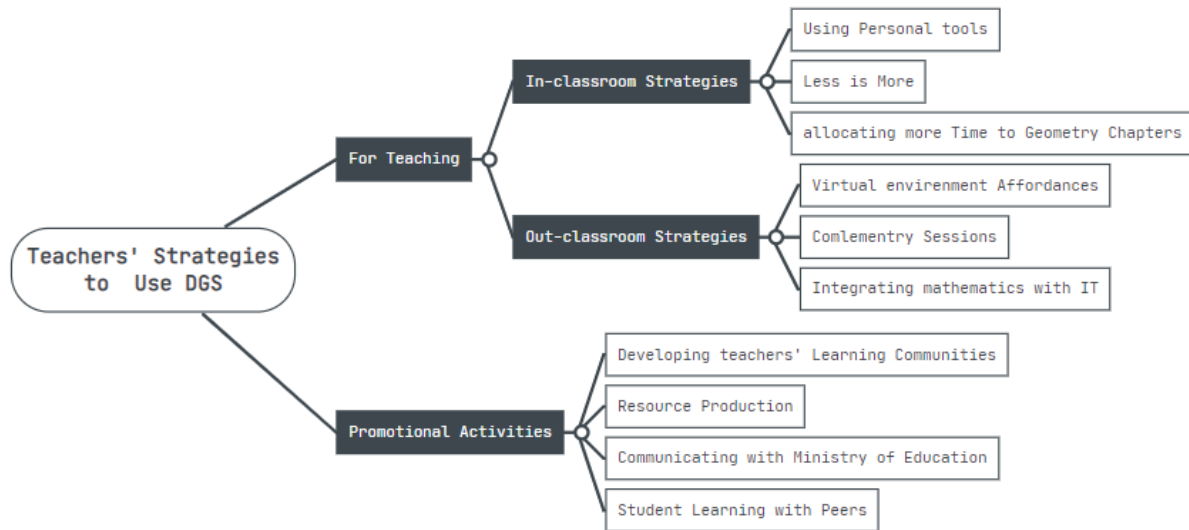 Teachers' Strategies
to Use DGS
For Teaching
In-classroom Strategies
Using Personal tools
Less is More
allocating more Time to Geometry Chapters
Out-classroom Strategies
Virtual envirenment Affordances
Comlementry Sessions
Integrating mathematics with IT
Promotional Activities
Developing teachers' Learning Communities
Resource Production
Communicating with Ministry of Education
Student Learning with Peers